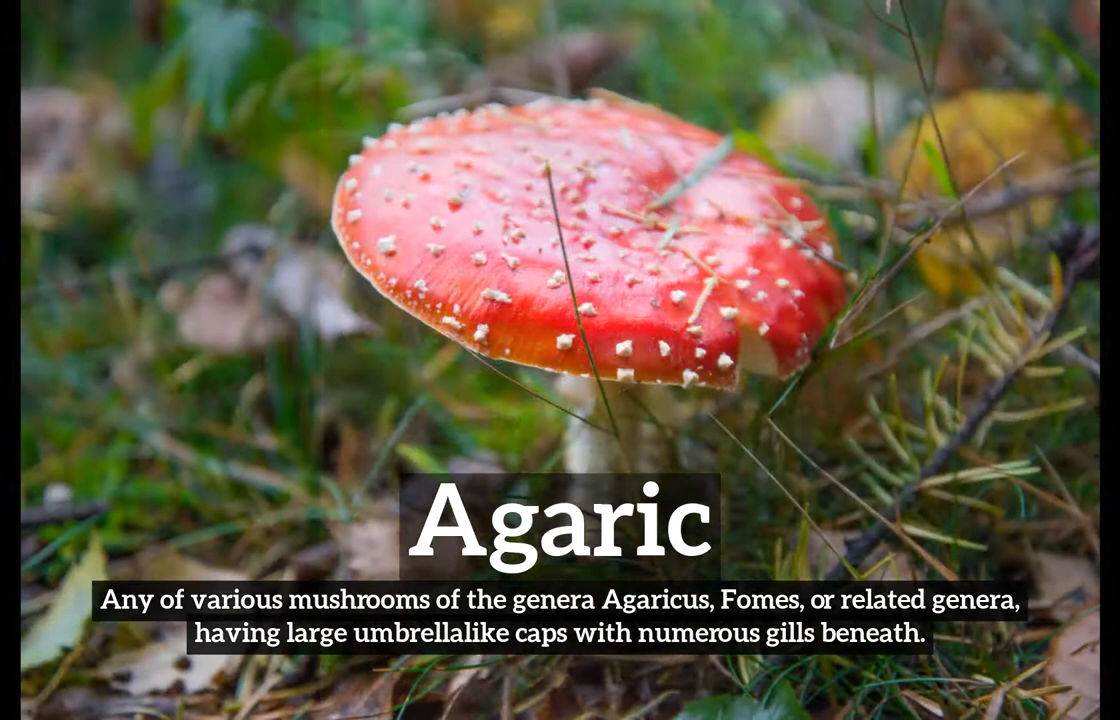 Agaric
Any of various mushrooms of the genera Agaricus, Fomes, or related genera,
having large umbrellalike caps with numerous gills beneath.